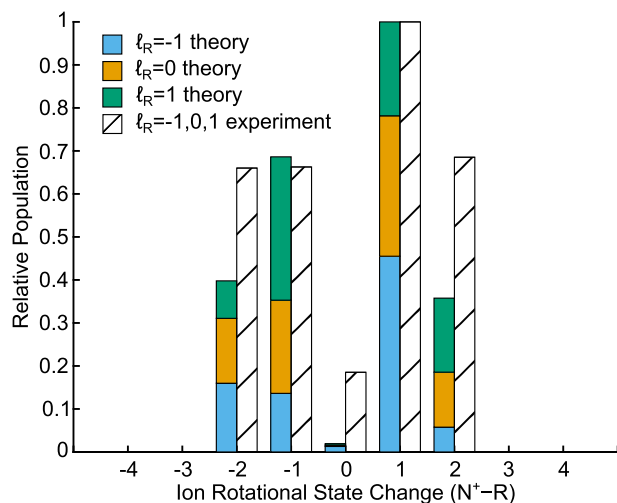 1
0.9
0.8
0.7
0.6
0.5
0.4
0.3
0.2
0.1
0
Relative Population
ℓR=-1 theory
ℓR=0 theory
ℓR=1 theory
ℓR=-1,0,1 experiment
-4 -3 -2 -1 0 1 2 3 4
Ion Rotational State Change (N⁺−R)